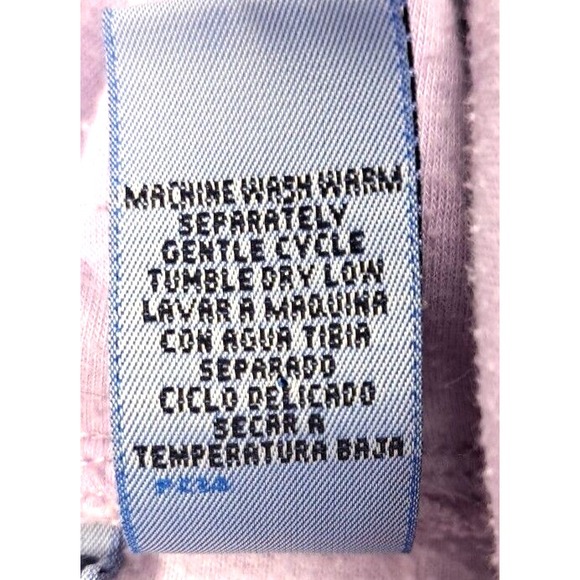 MACHINE WASH WARM
SEPARATELY
GENTLE CYCLE
TUMBLE DRY LOW
LAVAR A MAQUINA
CON AGUA TIBIA
SEPARADO
CICLO DELICADO
SECAR A
TEMPERATURA BAJA